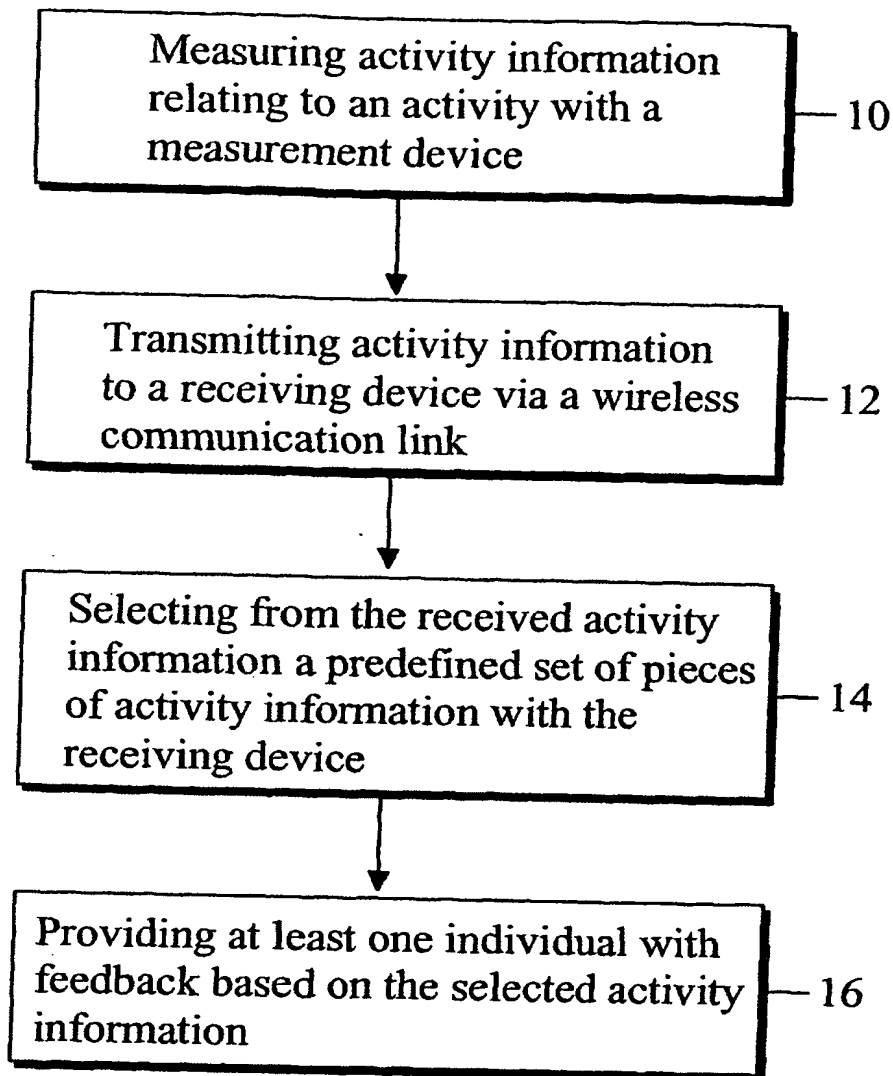 Measuring activity information
relating to an activity with a
measurement device
10
Transmitting activity information
to a receiving device via a wireless
communication link
12
Selecting from the received activity
information a predefined set of pieces
of activity information with the
receiving device
14
Providing at least one individual with
feedback based on the selected activity
information
16